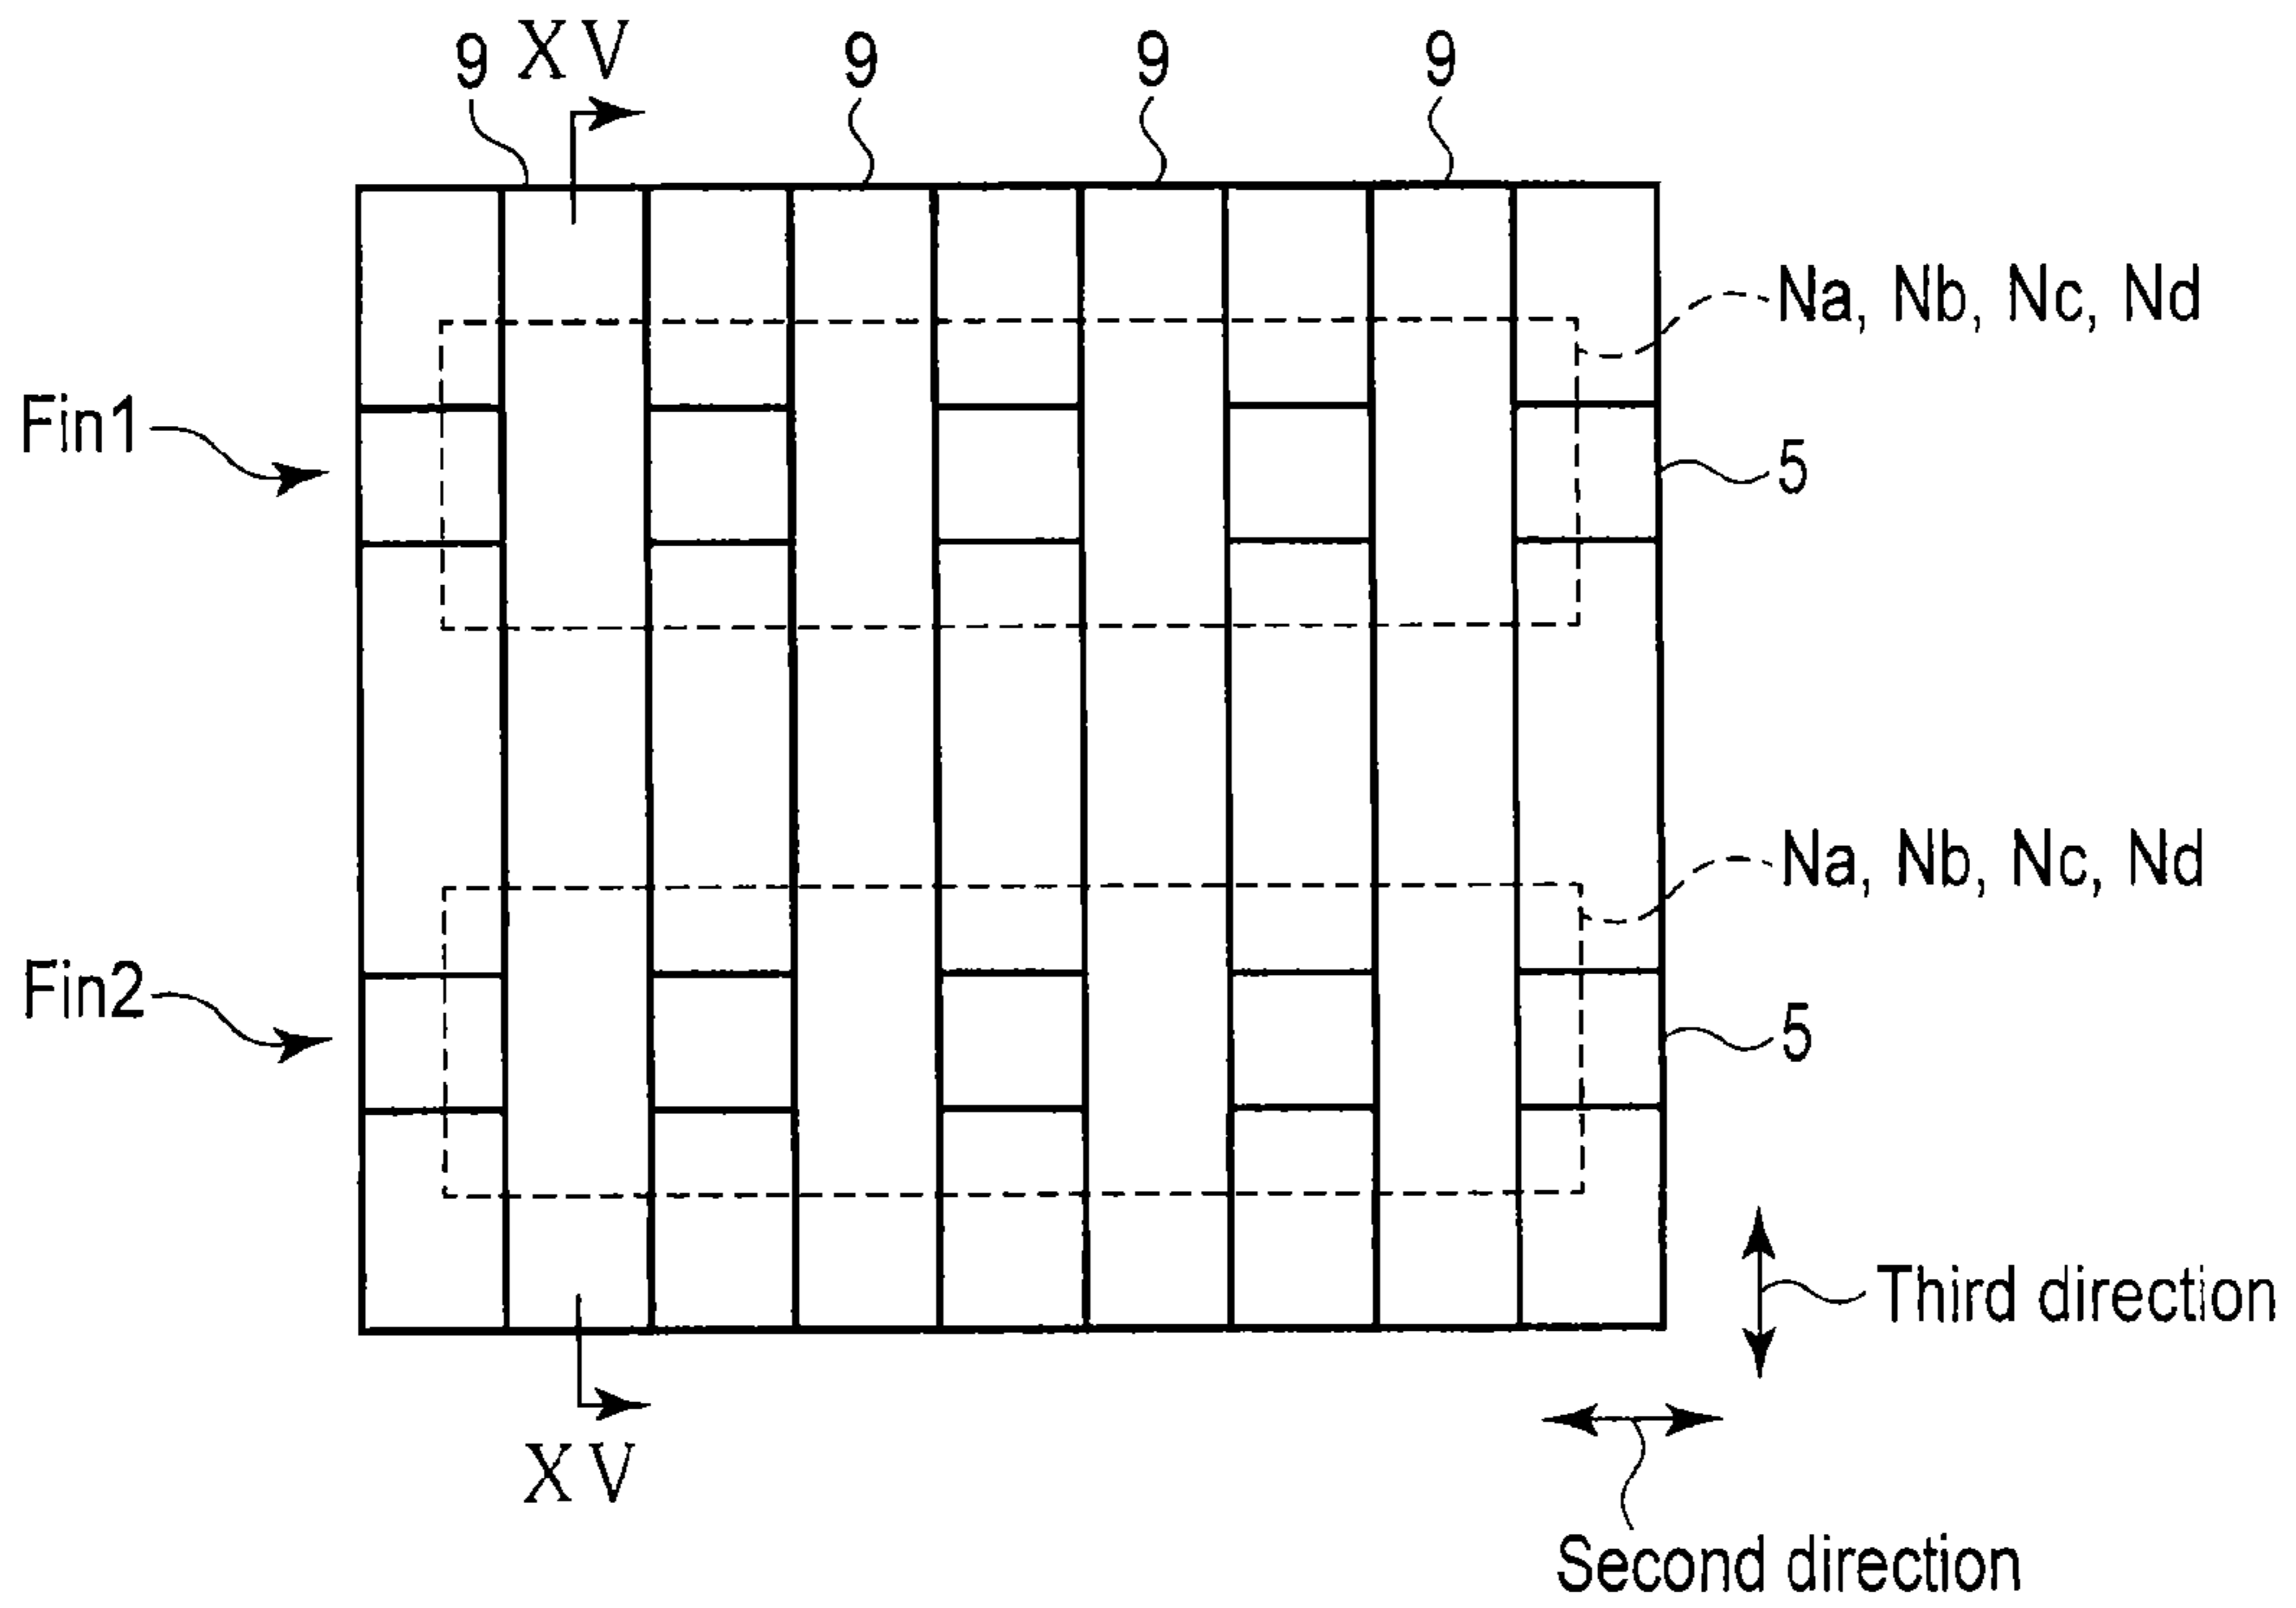 9 XV 9 9 9
Na, Nb, Nc, Nd
Fin1
5
Na, Nb, Nc, Nd
Fin2
5
Third direction
XV
Second direction